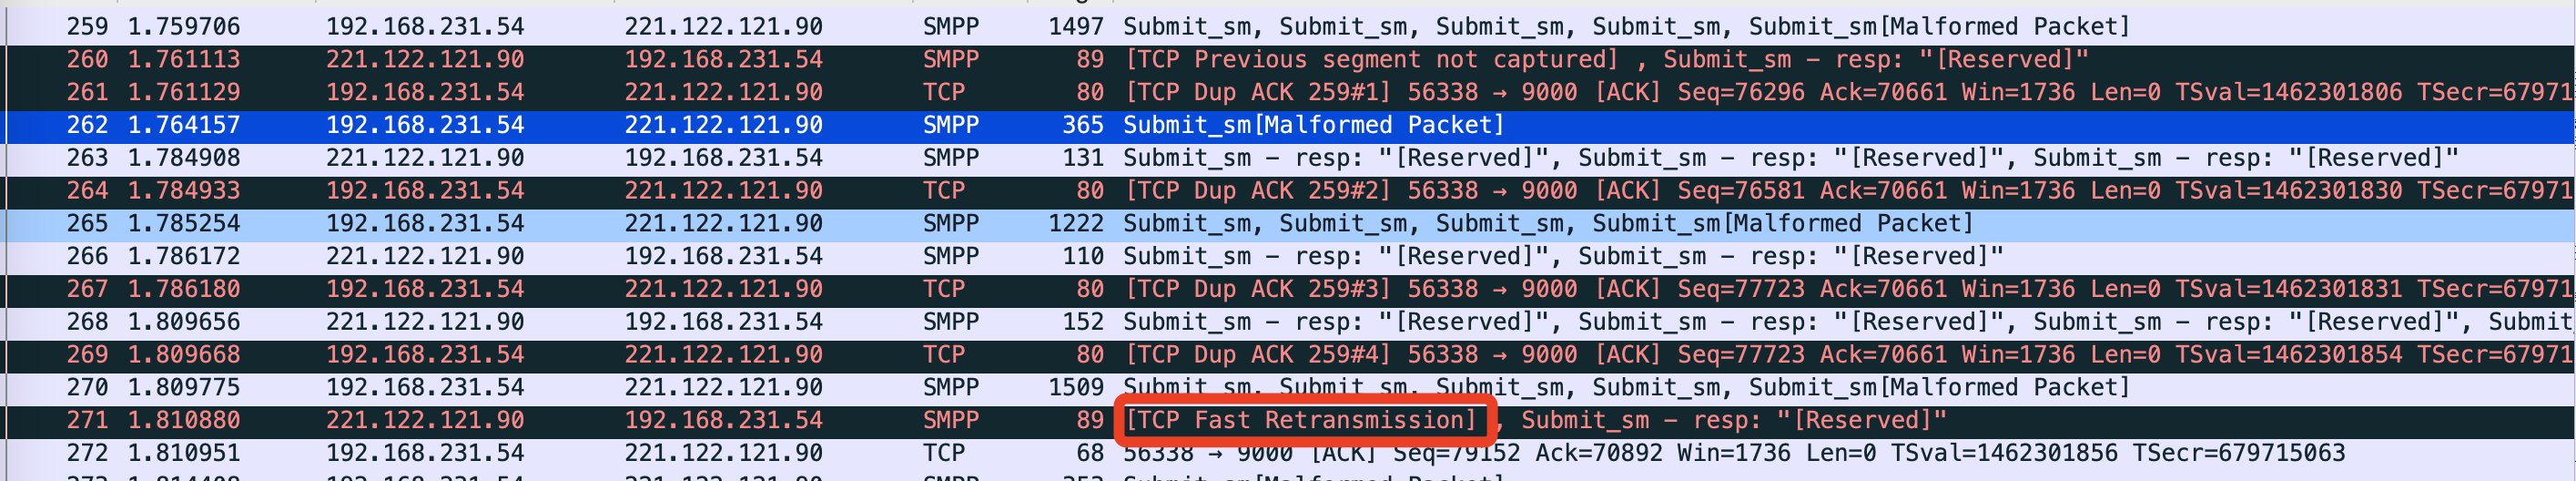 259 1.759706 192.168.231.54 221.122.121.90 SMPP 1497 Submit_sm, Submit_sm, Submit_sm, Submit_sm, Submit_sm[Malformed Packet]
260 1.761113 221.122.121.90 192.168.231.54 SMPP 89 [TCP Previous segment not captured] , Submit_sm - resp: "[Reserved]"
261 1.761129 192.168.231.54 221.122.121.90 TCP 80 [TCP Dup ACK 259#1] 56338 → 9000 [ACK] Seq=76296 Ack=70661 Win=1736 Len=0 TSval=1462301806 TSecr=67971
262 1.764157 192.168.231.54 221.122.121.90 SMPP 365 Submit_sm[Malformed Packet]
263 1.784908 221.122.121.90 192.168.231.54 SMPP 131 Submit_sm - resp: "[Reserved]", Submit_sm - resp: "[Reserved]", Submit_sm - resp: "[Reserved]"
264 1.784933 192.168.231.54 221.122.121.90 TCP 80 [TCP Dup ACK 259#2] 56338 → 9000 [ACK] Seq=76581 Ack=70661 Win=1736 Len=0 TSval=1462301830 TSecr=67971
265 1.785254 192.168.231.54 221.122.121.90 SMPP 1222 Submit_sm, Submit_sm, Submit_sm, Submit_sm[Malformed Packet]
266 1.786172 221.122.121.90 192.168.231.54 SMPP 110 Submit_sm - resp: "[Reserved]", Submit_sm - resp: "[Reserved]"
267 1.786180 192.168.231.54 221.122.121.90 TCP 80 [TCP Dup ACK 259#3] 56338 → 9000 [ACK] Seq=77723 Ack=70661 Win=1736 Len=0 TSval=1462301831 TSecr=67971
268 1.809656 221.122.121.90 192.168.231.54 SMPP 152 Submit_sm - resp: "[Reserved]", Submit_sm - resp: "[Reserved]", Submit_sm - resp: "[Reserved]", Submit
269 1.809668 192.168.231.54 221.122.121.90 TCP 80 [TCP Dup ACK 259#4] 56338 → 9000 [ACK] Seq=77723 Ack=70661 Win=1736 Len=0 TSval=1462301854 TSecr=67971
270 1.809775 192.168.231.54 221.122.121.90 SMPP 1509 Submit_sm, Submit_sm, Submit_sm, Submit_sm, Submit_sm[Malformed Packet]
271 1.810880 221.122.121.90 192.168.231.54 SMPP 89 [TCP Fast Retransmission] , Submit_sm - resp: "[Reserved]"
272 1.810951 192.168.231.54 221.122.121.90 TCP 68 56338 → 9000 [ACK] Seq=79152 Ack=70892 Win=1736 Len=0 TSval=1462301856 TSecr=679715063